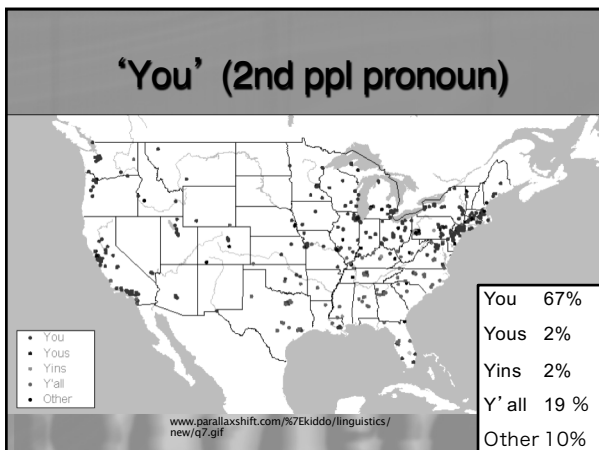 ‘You’ (2nd ppl pronoun)
You
Yous
Yins
Y'all
Other
www.parallaxshift.com/%7Ekiddo/linguistics/
new/q7.gif
You 67%
Yous 2%
Yins 2%
Y’all 19 %
Other 10%